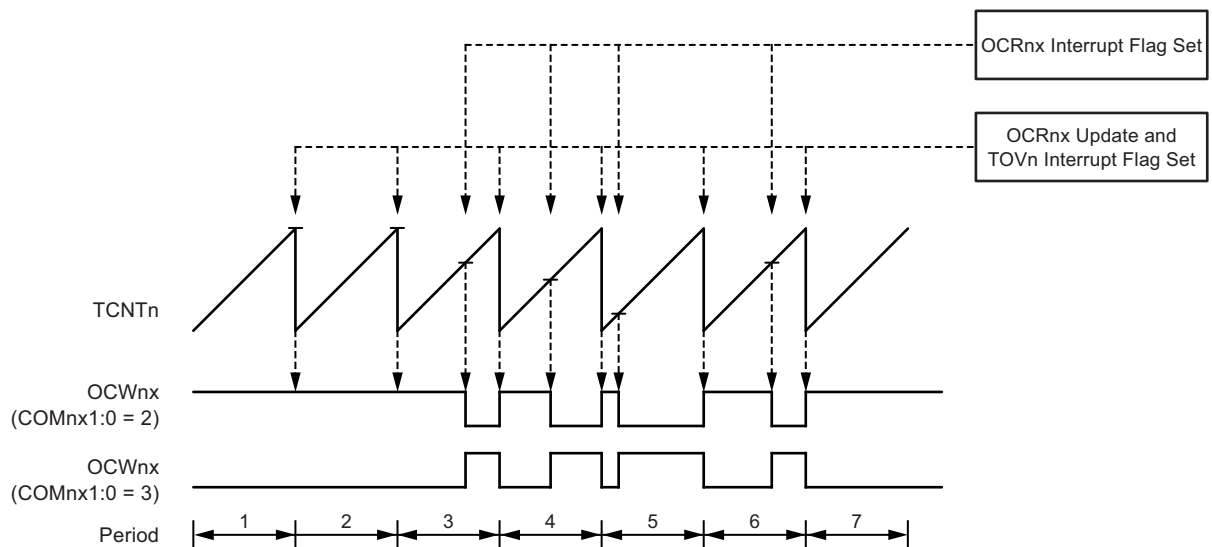 OCRnx Interrupt Flag Set
OCRnx Update and
TOVn Interrupt Flag Set
TCNTn
OCWnx
(COMnx1:0 = 2)
OCWnx
(COMnx1:0 = 3)
Period 1 2 3 4 5 6 7